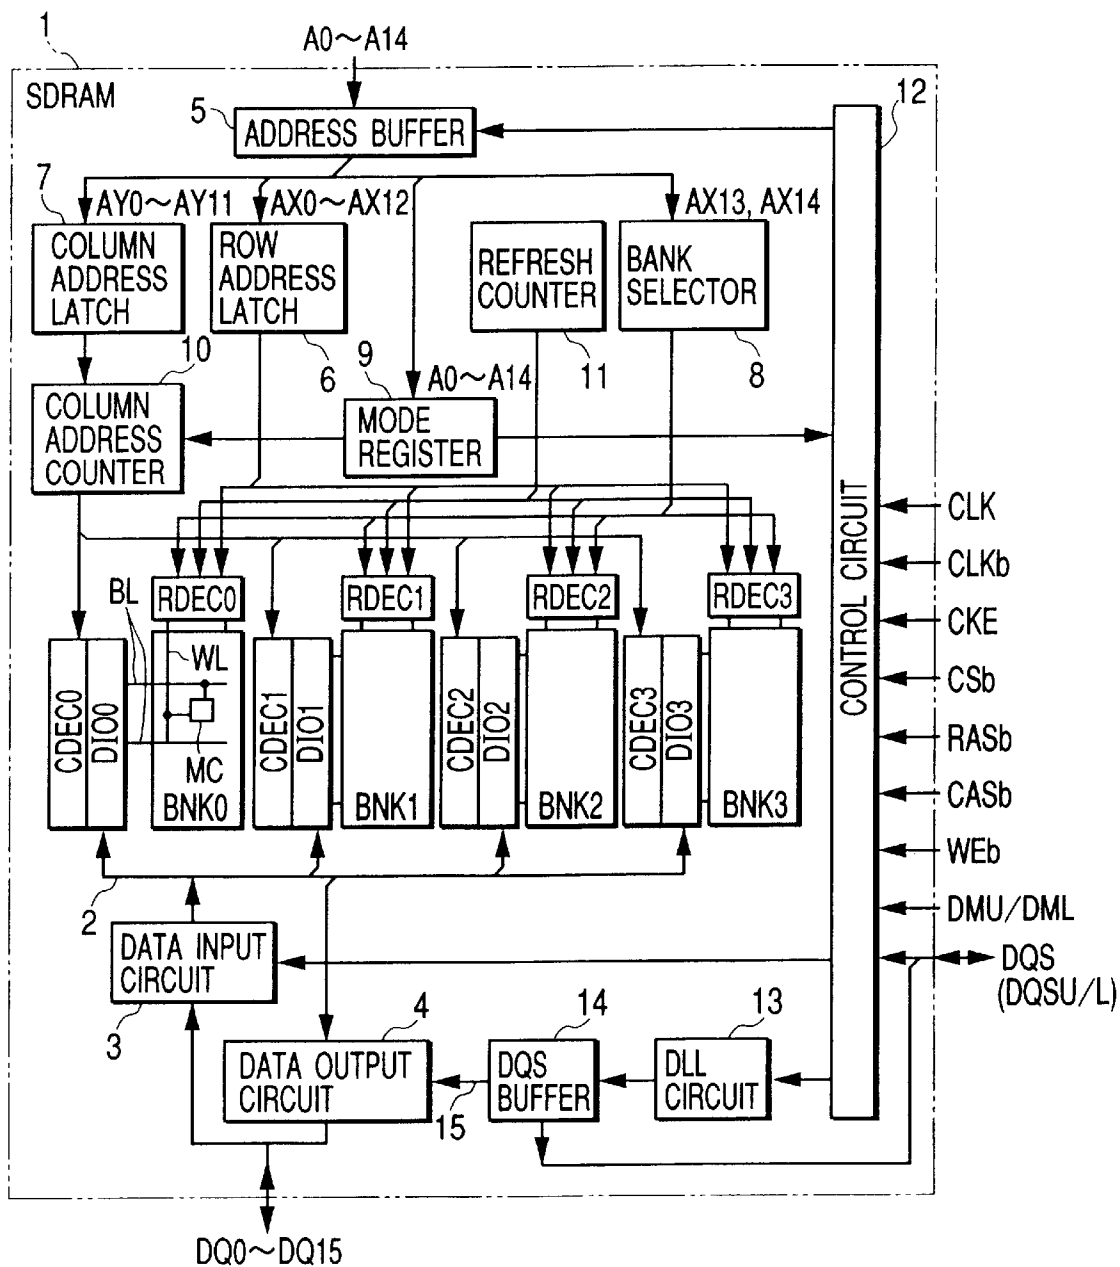 1
A0~A14
SDRAM
5
ADDRESS BUFFER
12
7
AY0~AY11
AX0~AX12
AX13, AX14
COLUMN
ADDRESS
LATCH
ROW
ADDRESS
LATCH
REFRESH
COUNTER
BANK
SELECTOR
10
6
9
11
8
A0~A14
COLUMN
ADDRESS
COUNTER
MODE
REGISTER
CONTROL CIRCUIT
CLK
CLKb
CKE
CSb
RASb
CASb
WEb
DMU/DML
DQS
(DQSU/L)
RDEC0
RDEC1
RDEC2
RDEC3
BL
WL
MC
CDEC0
DIO0
BNK0
CDEC1
DIO1
BNK1
CDEC2
DIO2
BNK2
CDEC3
DIO3
BNK3
2
DATA INPUT
CIRCUIT
3
4
14
13
DATA OUTPUT
CIRCUIT
15
DQS
BUFFER
DLL
CIRCUIT
DQ0~DQ15